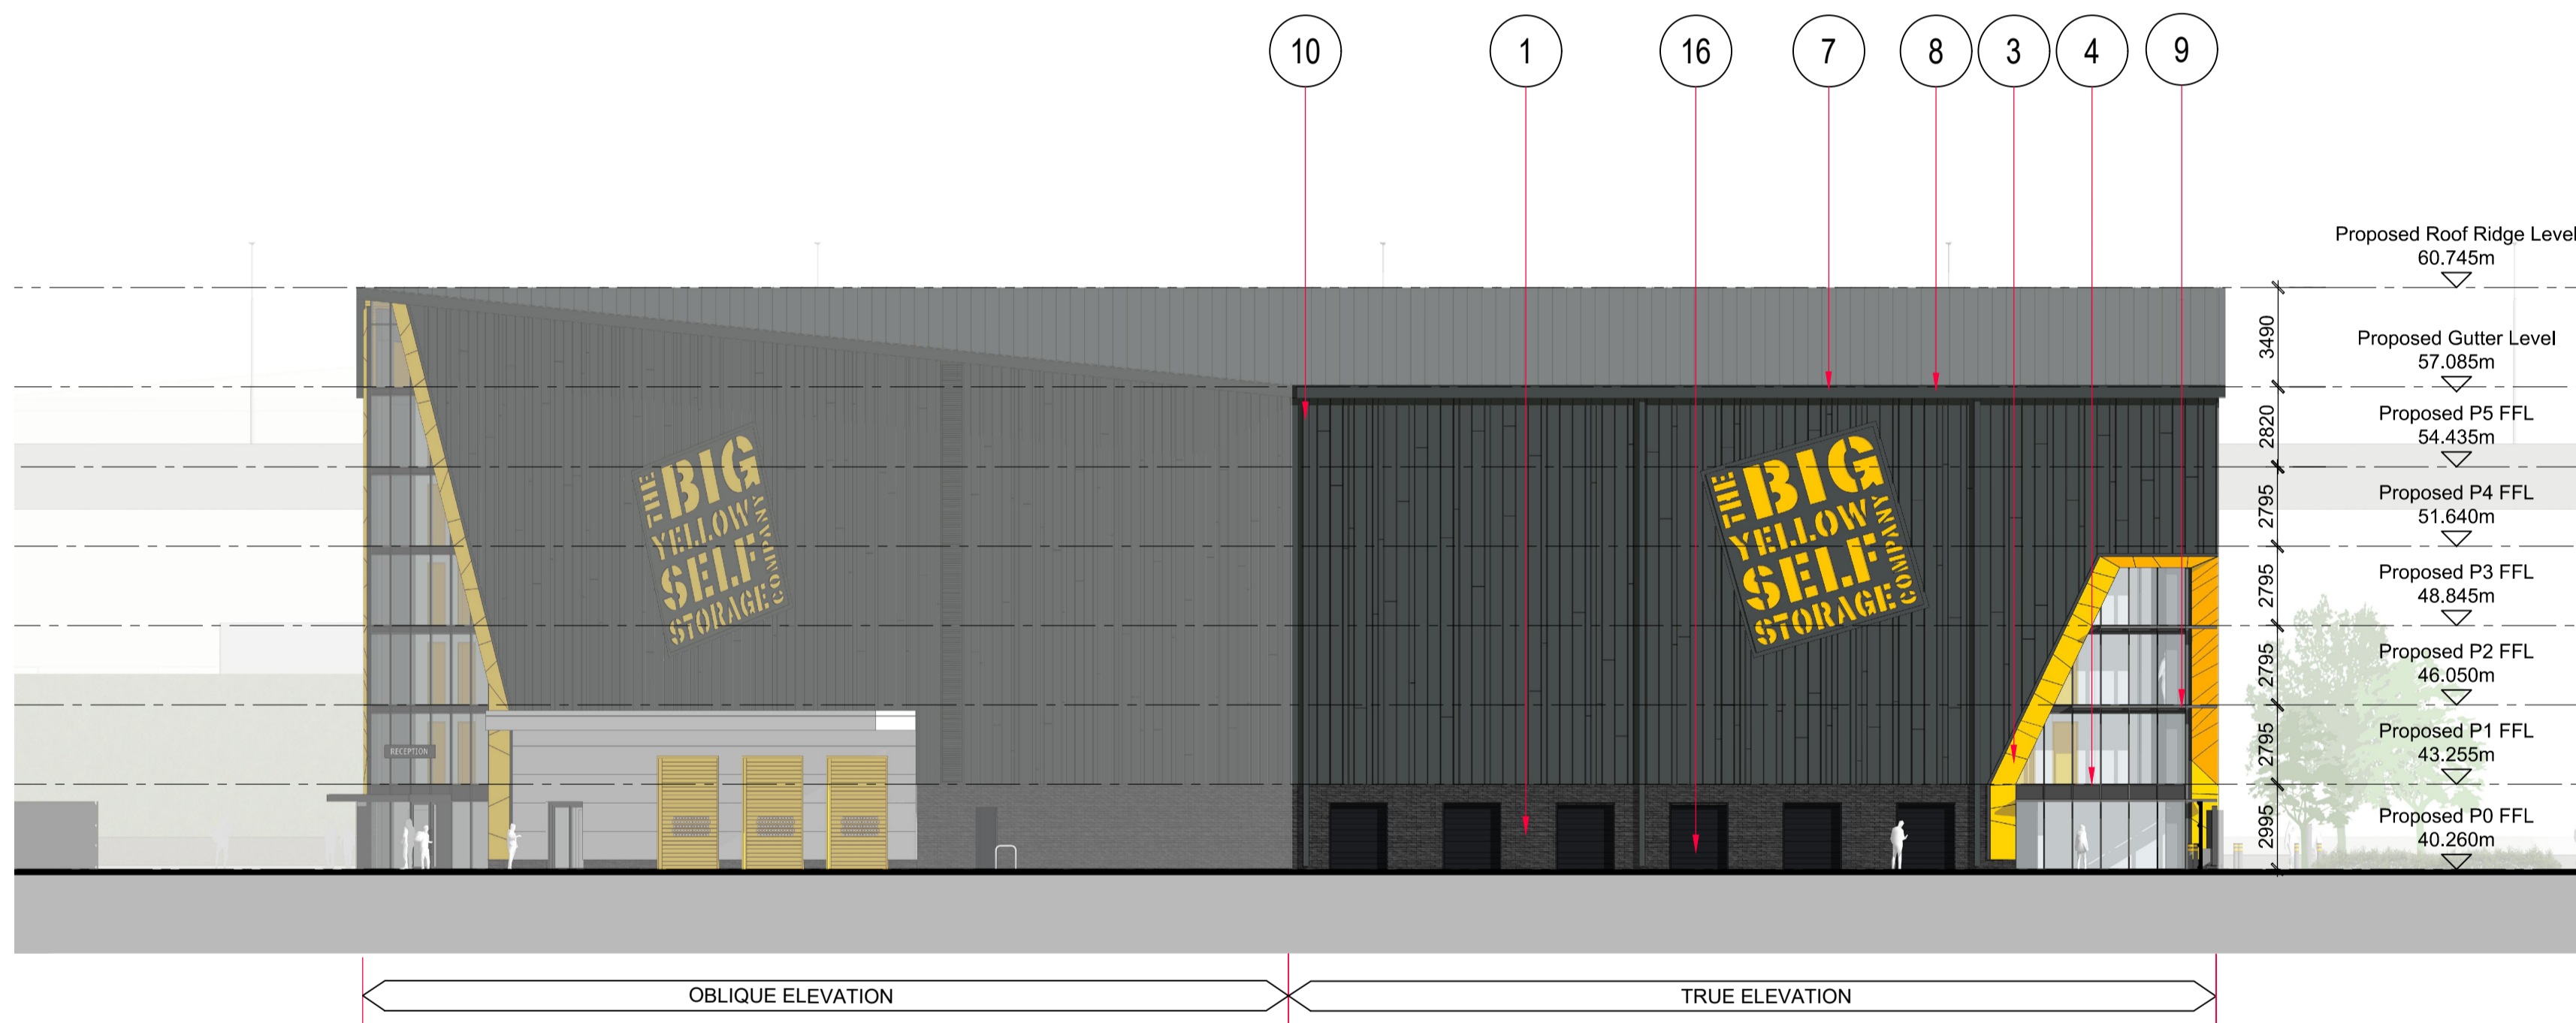 10
1
16
7
8
3
4
9
Proposed Roof Ridge Level
60.745m
Proposed Gutter Level
57.085m
Proposed P5 FFL
54.435m
Proposed P4 FFL
51.640m
Proposed P3 FFL
48.845m
Proposed P2 FFL
46.050m
Proposed P1 FFL
43.255m
Proposed P0 FFL
40.260m
3490
2820
2795
2795
2795
2795
2995
THE
BIG
YELLOW
SELF
STORAGE
COMPANY
THE
BIG
YELLOW
SELF
STORAGE
COMPANY
RECEPTION
OBLIQUE ELEVATION
TRUE ELEVATION